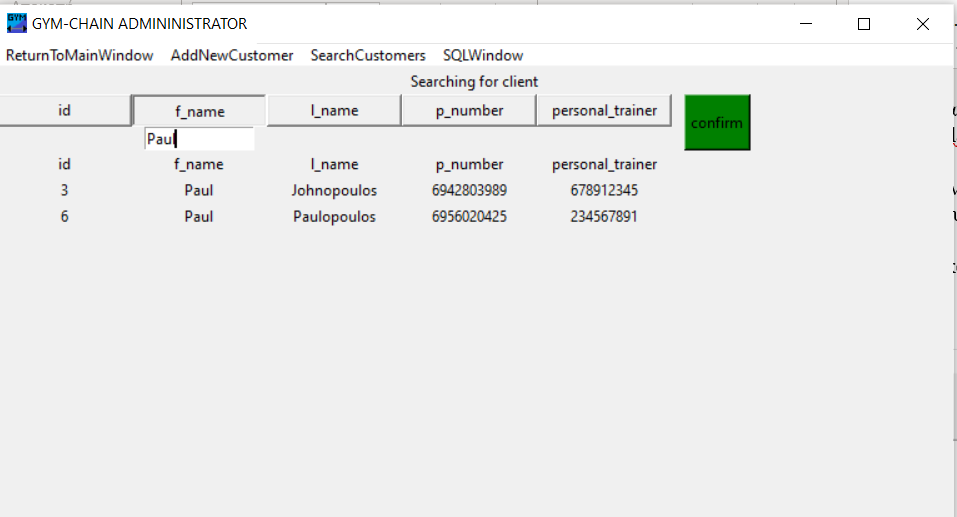 GYM-CHAIN ADMININISTRATOR
ReturnToMainWindow AddNewCustomer SearchCustomers SQLWindow
Searching for client
id f_name l_name p_number personal_trainer confirm
Paul
id f_name l_name p_number personal_trainer
3 Paul Johnopoulos 6942803989 678912345
6 Paul Paulopoulos 6956020425 234567891